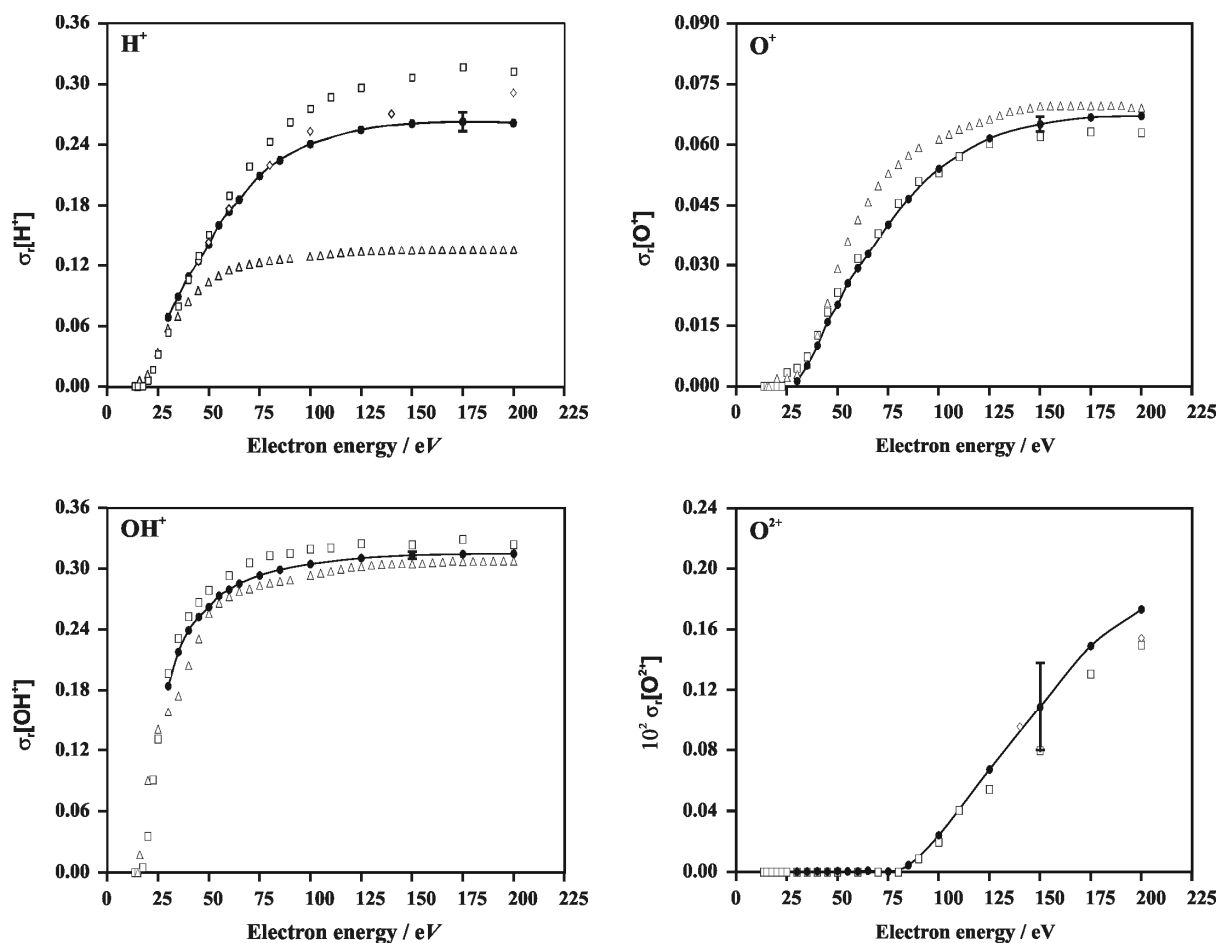 H⁺
σᵣ[H⁺]
0.36
0.30
0.24
0.18
0.12
0.06
0.00
0 25 50 75 100 125 150 175 200 225
Electron energy / eV
O⁺
σᵣ[O⁺]
0.090
0.075
0.060
0.045
0.030
0.015
0.000
0 25 50 75 100 125 150 175 200 225
Electron energy / eV
OH⁺
σᵣ[OH⁺]
0.36
0.30
0.24
0.18
0.12
0.06
0.00
0 25 50 75 100 125 150 175 200 225
Electron energy / eV
O²⁺
10² σᵣ[O²⁺]
0.24
0.20
0.16
0.12
0.08
0.04
0.00
0 25 50 75 100 125 150 175 200 225
Electron energy / eV